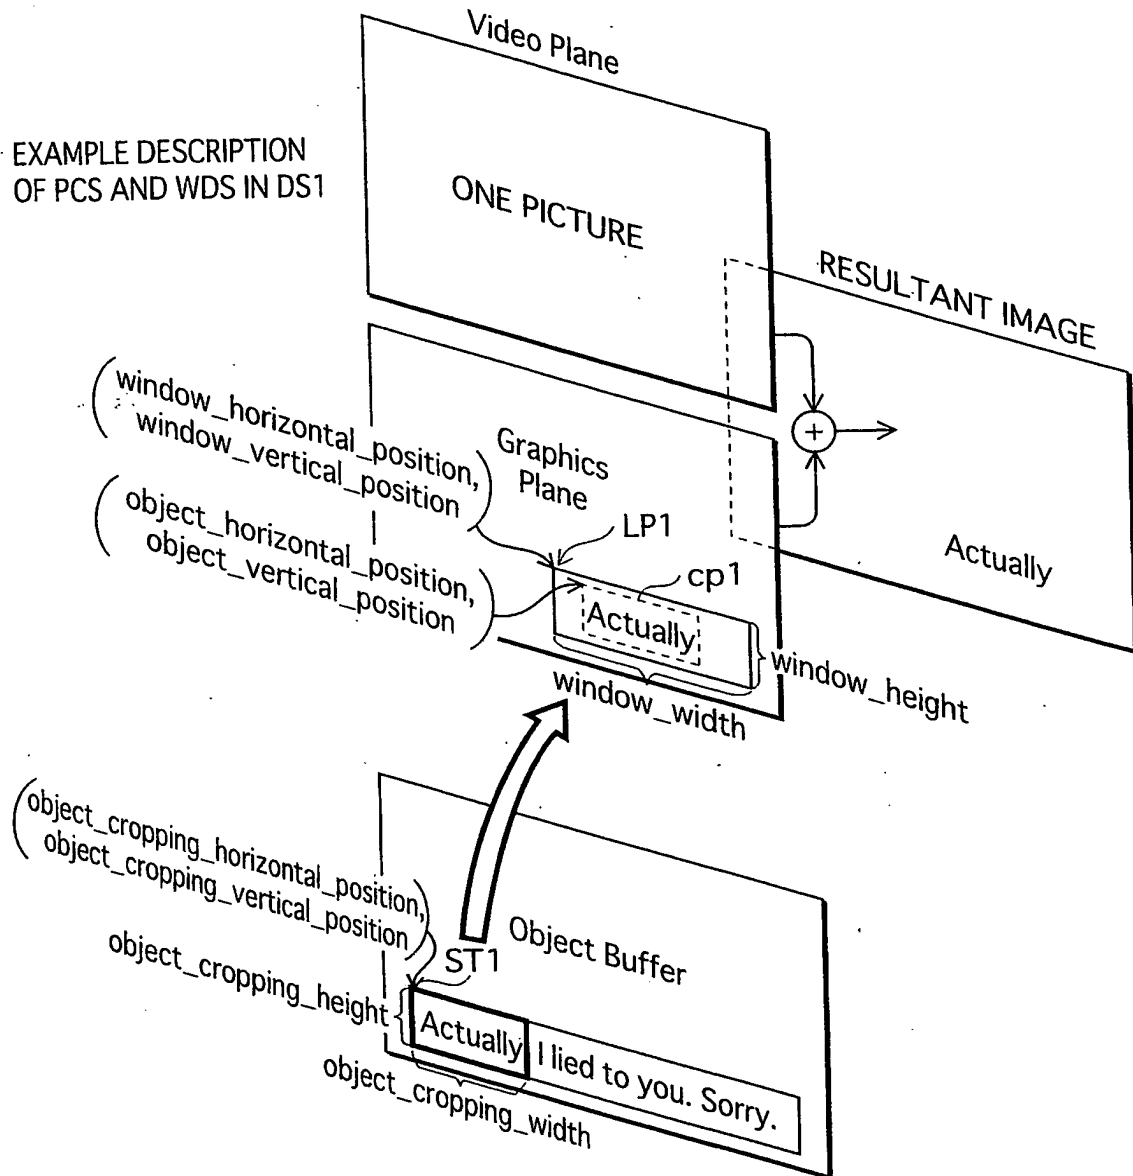 Video Plane
EXAMPLE DESCRIPTION
OF PCS AND WDS IN DS1
ONE PICTURE
RESULTANT IMAGE
window_horizontal_position,
window_vertical_position
Graphics
Plane
+
object_horizontal_position,
object_vertical_position
LP1
cp1
Actually
Actually
window_height
window_width
object_cropping_horizontal_position,
object_cropping_vertical_position
Object Buffer
ST1
object_cropping_height
Actually I lied to you. Sorry.
object_cropping_width